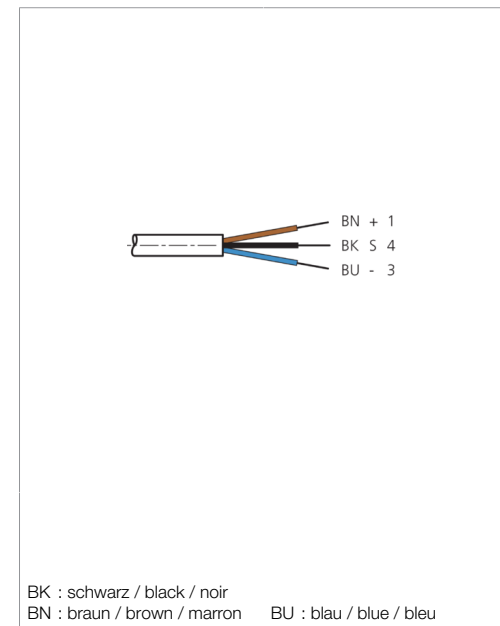 BN + 1
BK S 4
BU - 3
BK : schwarz / black / noir
BN : braun / brown / marron BU : blau / blue / bleu